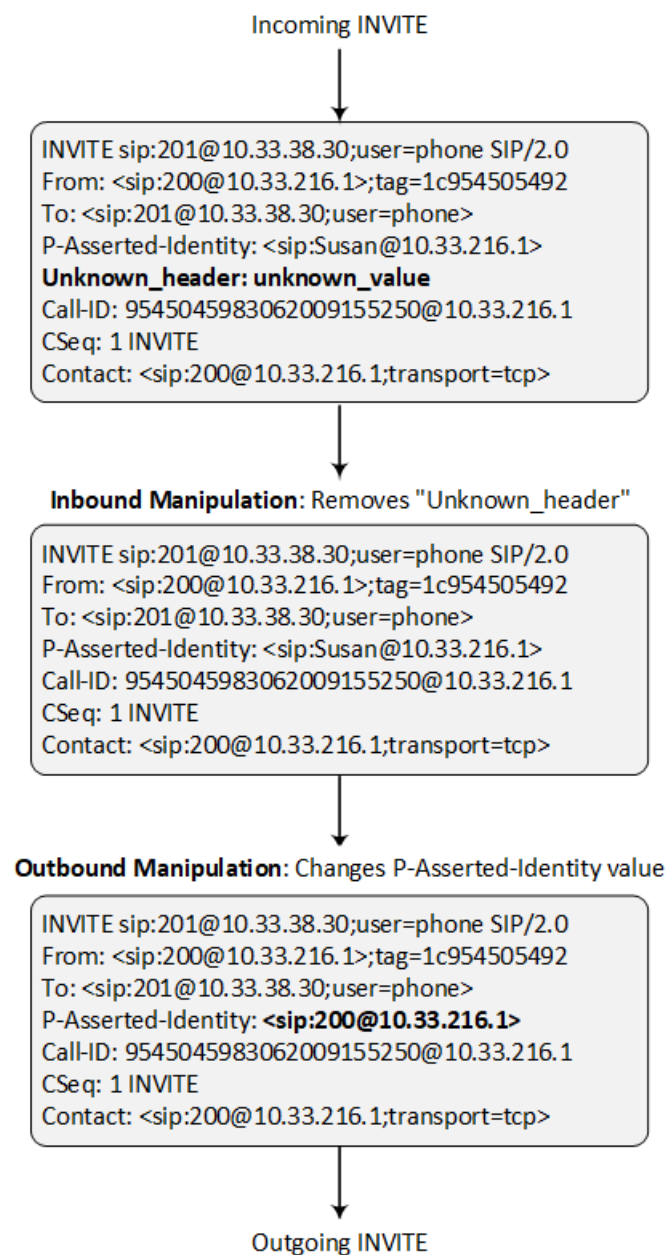 Incoming INVITE
INVITE sip:201@10.33.38.30;user=phone SIP/2.0
From: <sip:200@10.33.216.1>;tag=1c954505492
To: <sip:201@10.33.38.30;user=phone>
P-Asserted-Identity: <sip:Susan@10.33.216.1>
Unknown_header: unknown_value
Call-ID: 9545045983062009155250@10.33.216.1
CSeq: 1 INVITE
Contact: <sip:200@10.33.216.1;transport=tcp>
Inbound Manipulation: Removes "Unknown_header"
INVITE sip:201@10.33.38.30;user=phone SIP/2.0
From: <sip:200@10.33.216.1>;tag=1c954505492
To: <sip:201@10.33.38.30;user=phone>
P-Asserted-Identity: <sip:Susan@10.33.216.1>
Call-ID: 9545045983062009155250@10.33.216.1
CSeq: 1 INVITE
Contact: <sip:200@10.33.216.1;transport=tcp>
Outbound Manipulation: Changes P-Asserted-Identity value
INVITE sip:201@10.33.38.30;user=phone SIP/2.0
From: <sip:200@10.33.216.1>;tag=1c954505492
To: <sip:201@10.33.38.30;user=phone>
P-Asserted-Identity: <sip:200@10.33.216.1>
Call-ID: 9545045983062009155250@10.33.216.1
CSeq: 1 INVITE
Contact: <sip:200@10.33.216.1;transport=tcp>
Outgoing INVITE